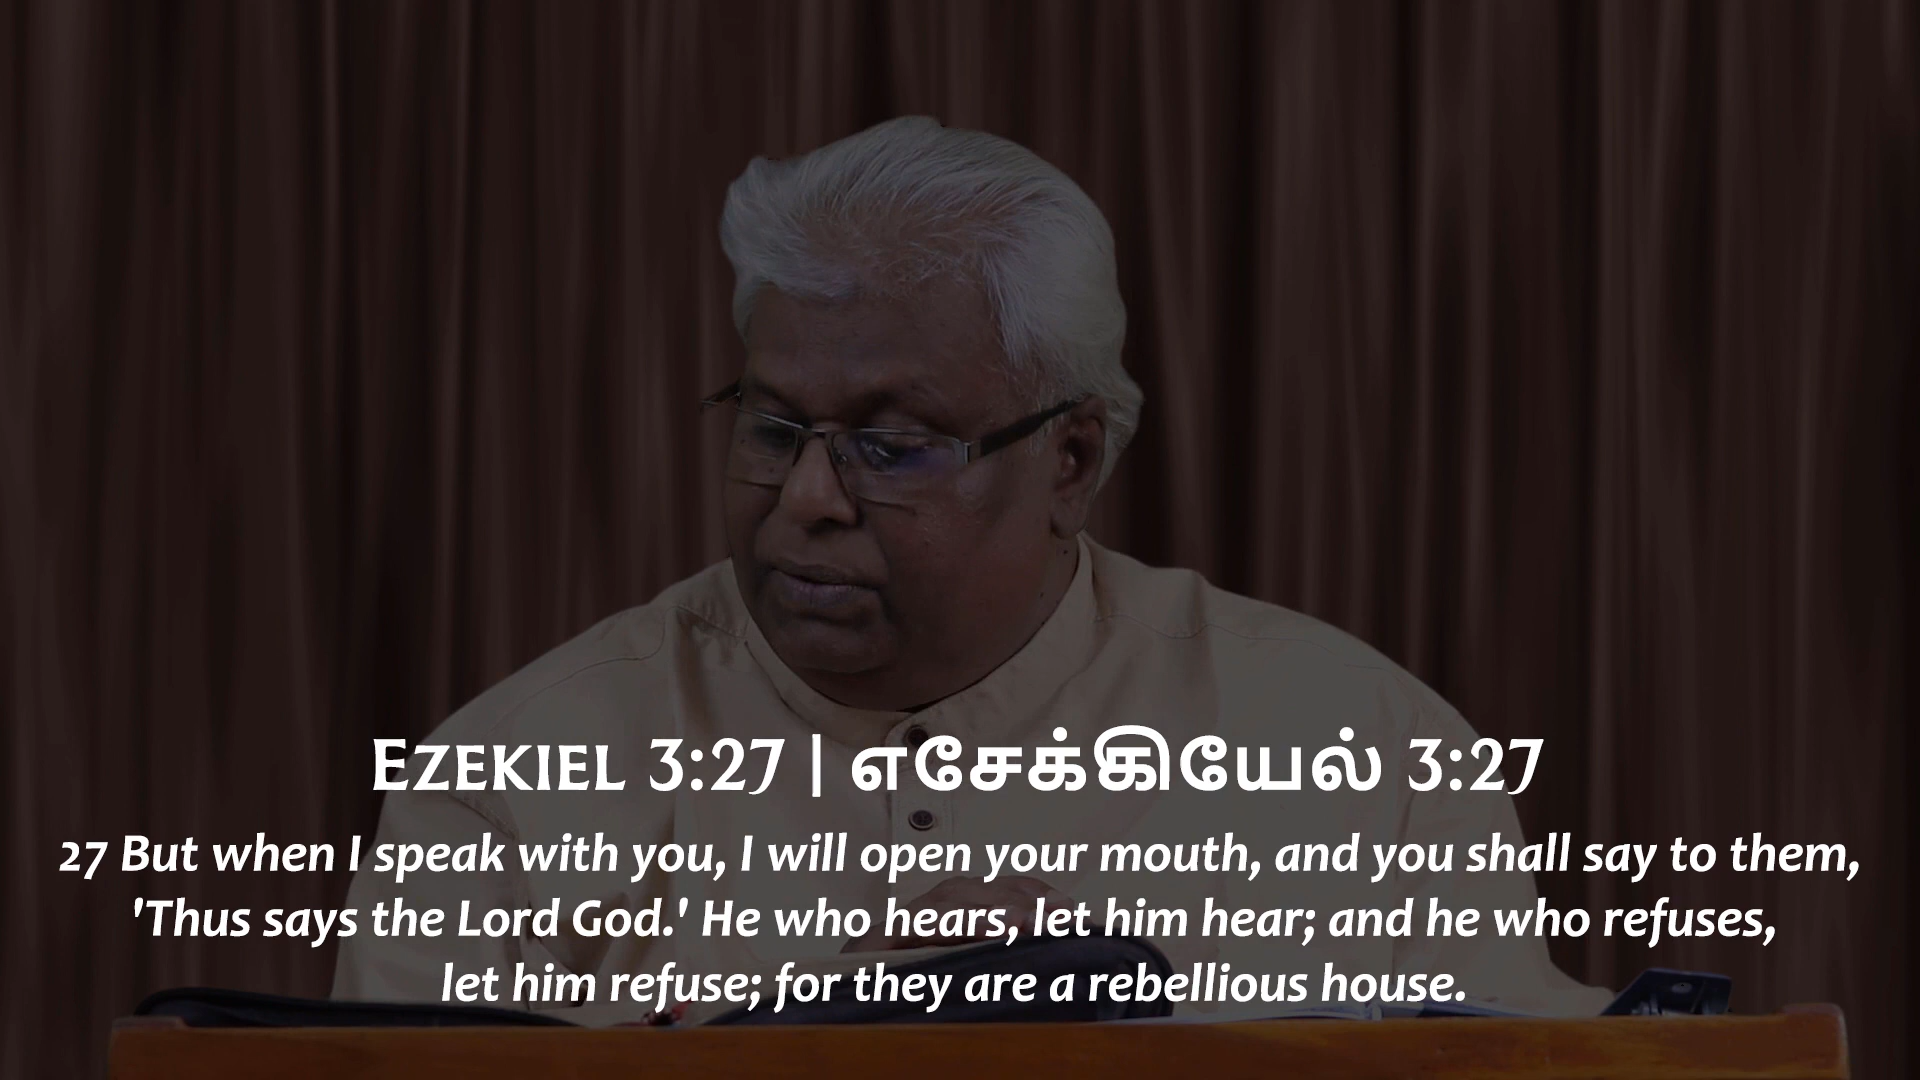 Ezekiel 3:27 | எசேக்கியேல் 3:27
27 But when I speak with you, I will open your mouth, and you shall say to them,
'Thus says the Lord God.' He who hears, let him hear; and he who refuses,
let him refuse; for they are a rebellious house.